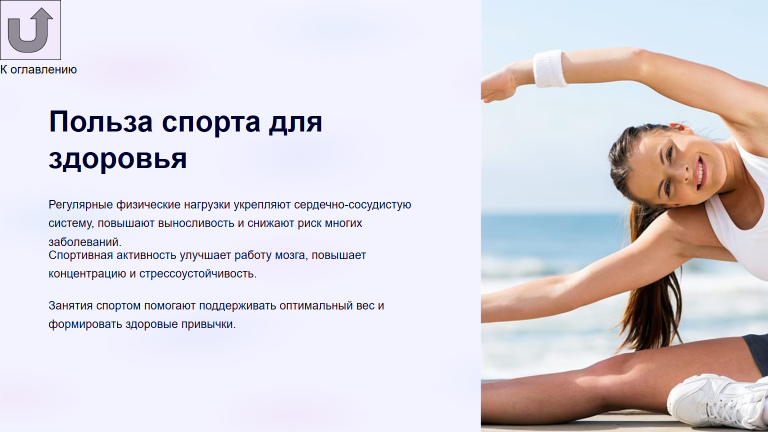 К оглавлению
Польза спорта для
здоровья
Регулярные физические нагрузки укрепляют сердечно-сосудистую
систему, повышают выносливость и снижают риск многих
заболеваний.
Спортивная активность улучшает работу мозга, повышает
концентрацию и стрессоустойчивость.
Занятия спортом помогают поддерживать оптимальный вес и
формировать здоровые привычки.